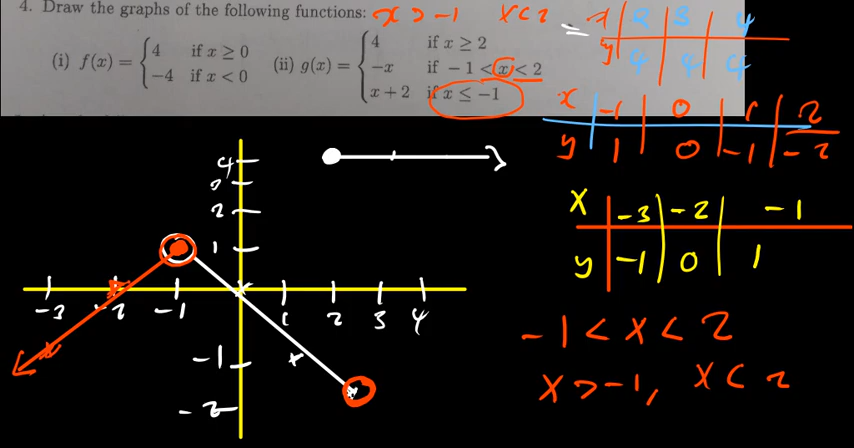 4. Draw the graphs of the following functions: x > -1 x < 2
(i) f(x) = { 4 if x ≥ 0
-4 if x < 0
(ii) g(x) = { 4 if x ≥ 2
-x if - 1 < x < 2
x + 2 if x ≤ -1
= x | 2 | 3 | 4
y | 4 | 4 | 4
x | -1 | 0 | 1 | 2
y | 1 | 0 | -1 | -2
x | -3 | -2 | -1
y | -1 | 0 | 1
4
3
2
1
-3 -2 -1 1 2 3 4
-1
-2
-1 < x < 2
x > -1, x < 2